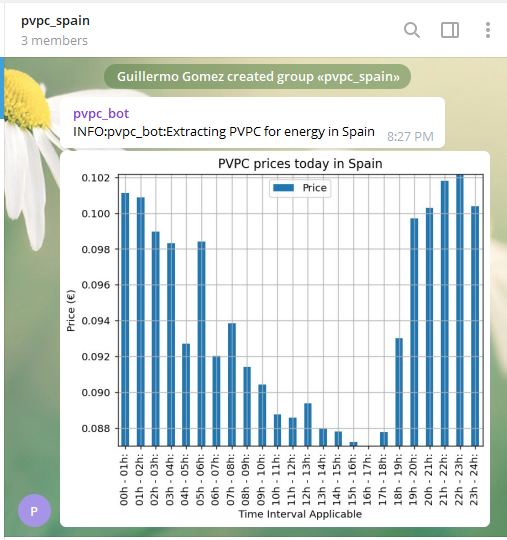 pvpc_spain
3 members
Guillermo Gomez created group «pvpc_spain»
pvpc_bot
INFO:pvpc_bot:Extracting PVPC for energy in Spain 8:27 PM
PVPC prices today in Spain
Price
0.102
0.100
0.098
0.096
0.094
0.092
0.090
0.088
Price (€)
00h - 01h:
01h - 02h:
02h - 03h:
03h - 04h:
04h - 05h:
05h - 06h:
06h - 07h:
07h - 08h:
08h - 09h:
09h - 10h:
10h - 11h:
11h - 12h:
12h - 13h:
13h - 14h:
14h - 15h:
15h - 16h:
16h - 17h:
17h - 18h:
18h - 19h:
19h - 20h:
20h - 21h:
21h - 22h:
22h - 23h:
23h - 24h:
Time Interval Applicable
P